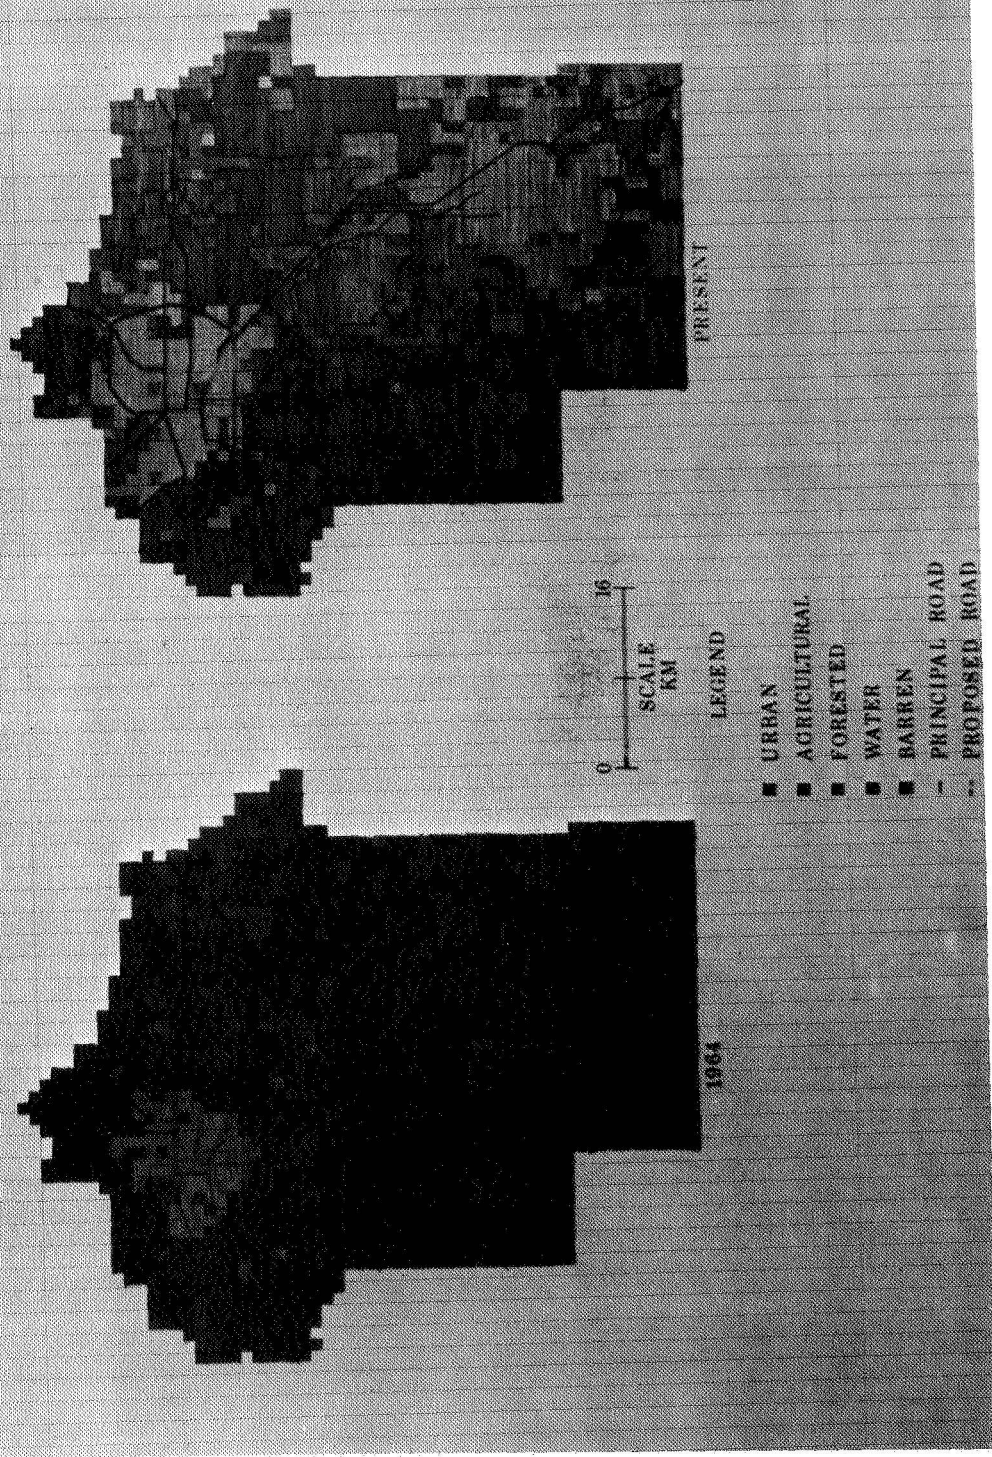 1964
PRESENT
0 16
SCALE
KM
LEGEND
URBAN
AGRICULTURAL
FORESTED
WATER
BARREN
PRINCIPAL ROAD
PROPOSED ROAD